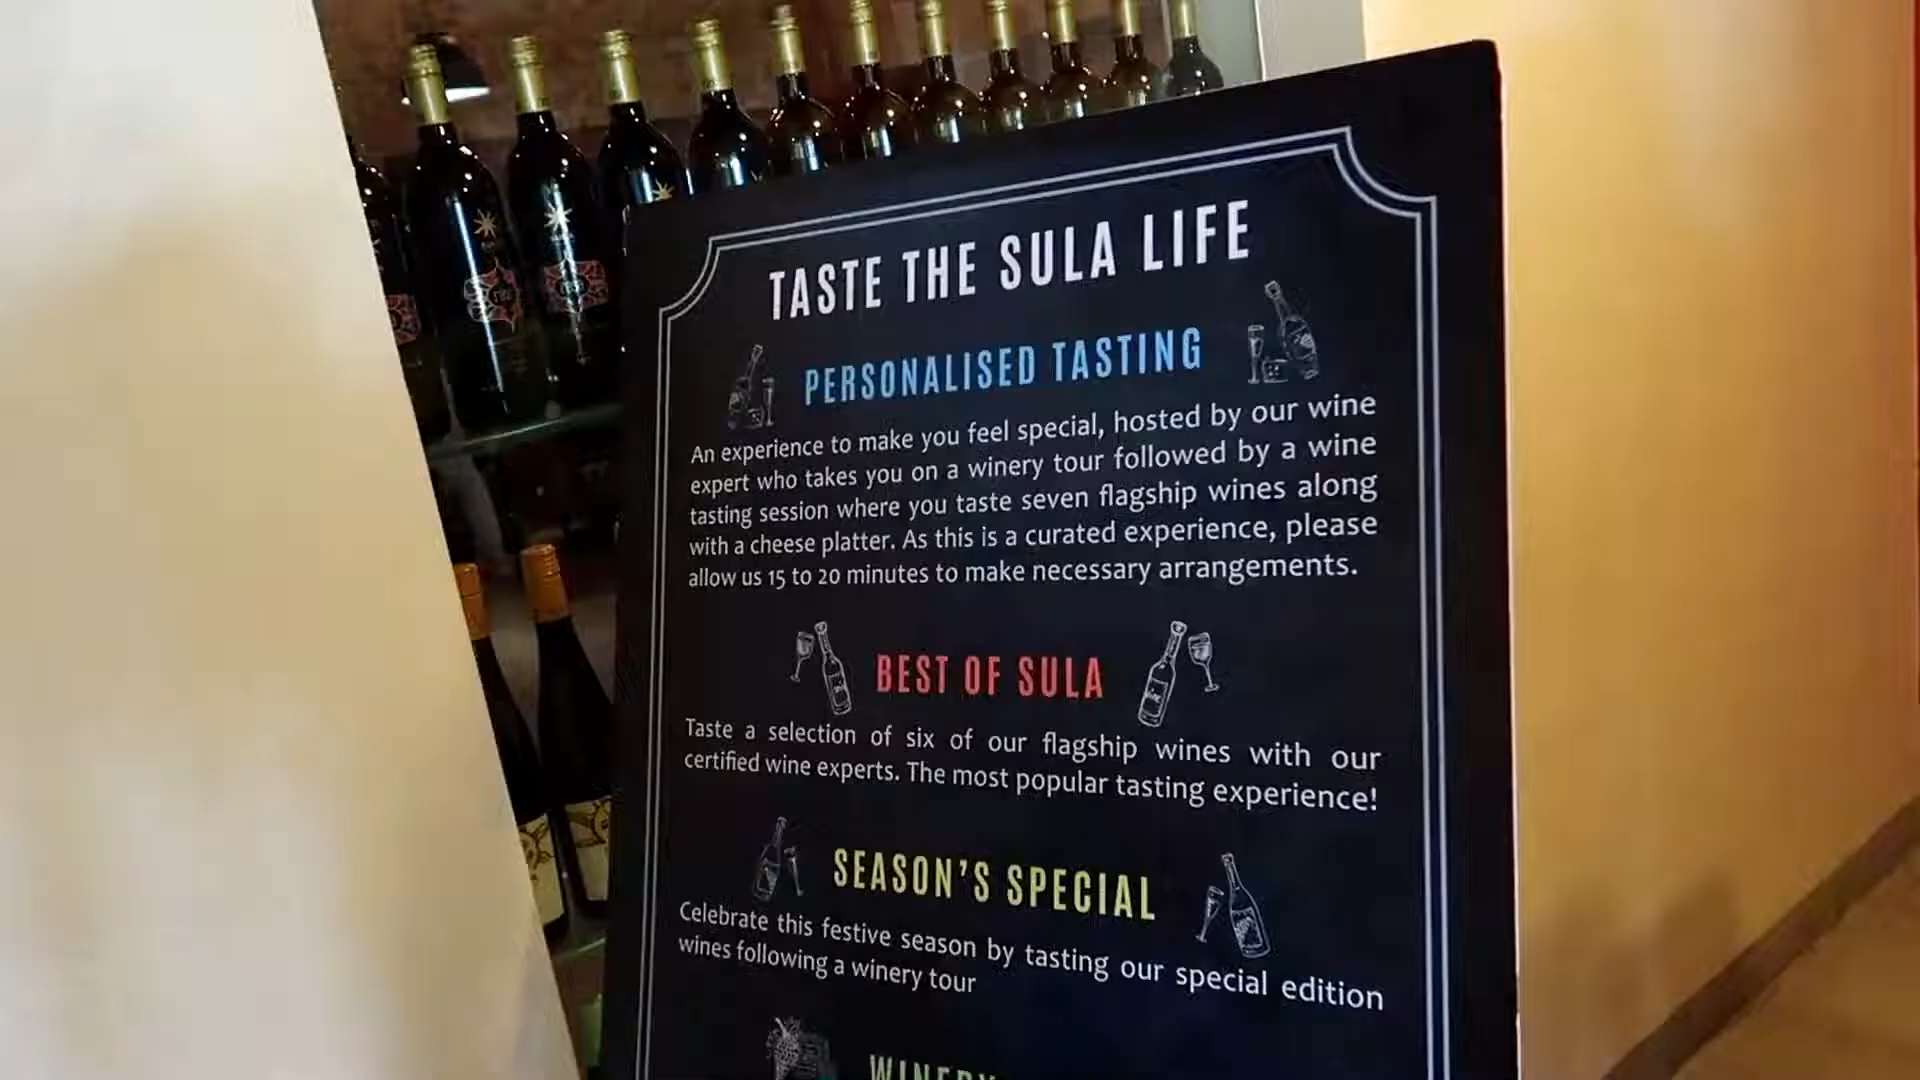 TASTE THE SULA LIFE
PERSONALISED TASTING
An experience to make you feel special, hosted by our wine
expert who takes you on a winery tour followed by a wine
tasting session where you taste seven flagship wines along
with a cheese platter. As this is a curated experience, please
allow us 15 to 20 minutes to make necessary arrangements.
BEST OF SULA
Taste a selection of six of our flagship wines with our
certified wine experts. The most popular tasting experience!
SEASON'S SPECIAL
Celebrate this festive season by tasting our special edition
wines following a winery tour